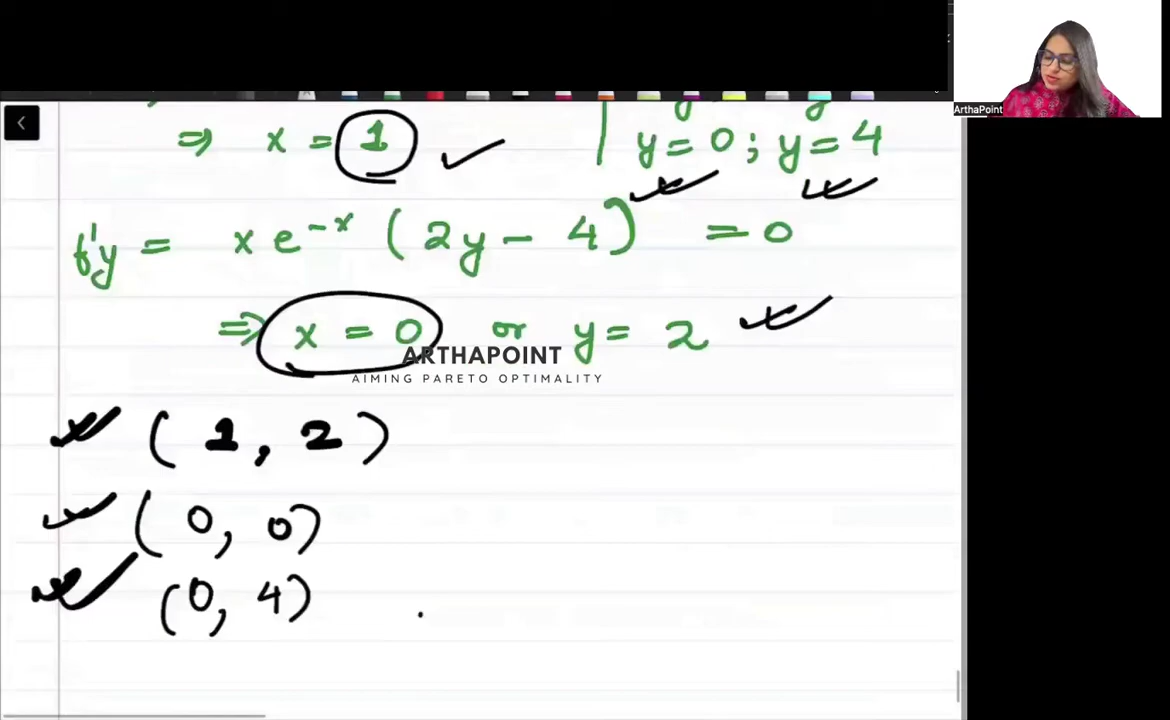 ArthaPoint
⇒ x = 1 | y = 0 ; y = 4
f'y = x e^{-x} ( 2y - 4 ) = 0
⇒ x = 0 or y = 2
ARTHAPOINT
AIMING PARETO OPTIMALITY
( 1 , 2 )
( 0 , 0 )
( 0 , 4 )